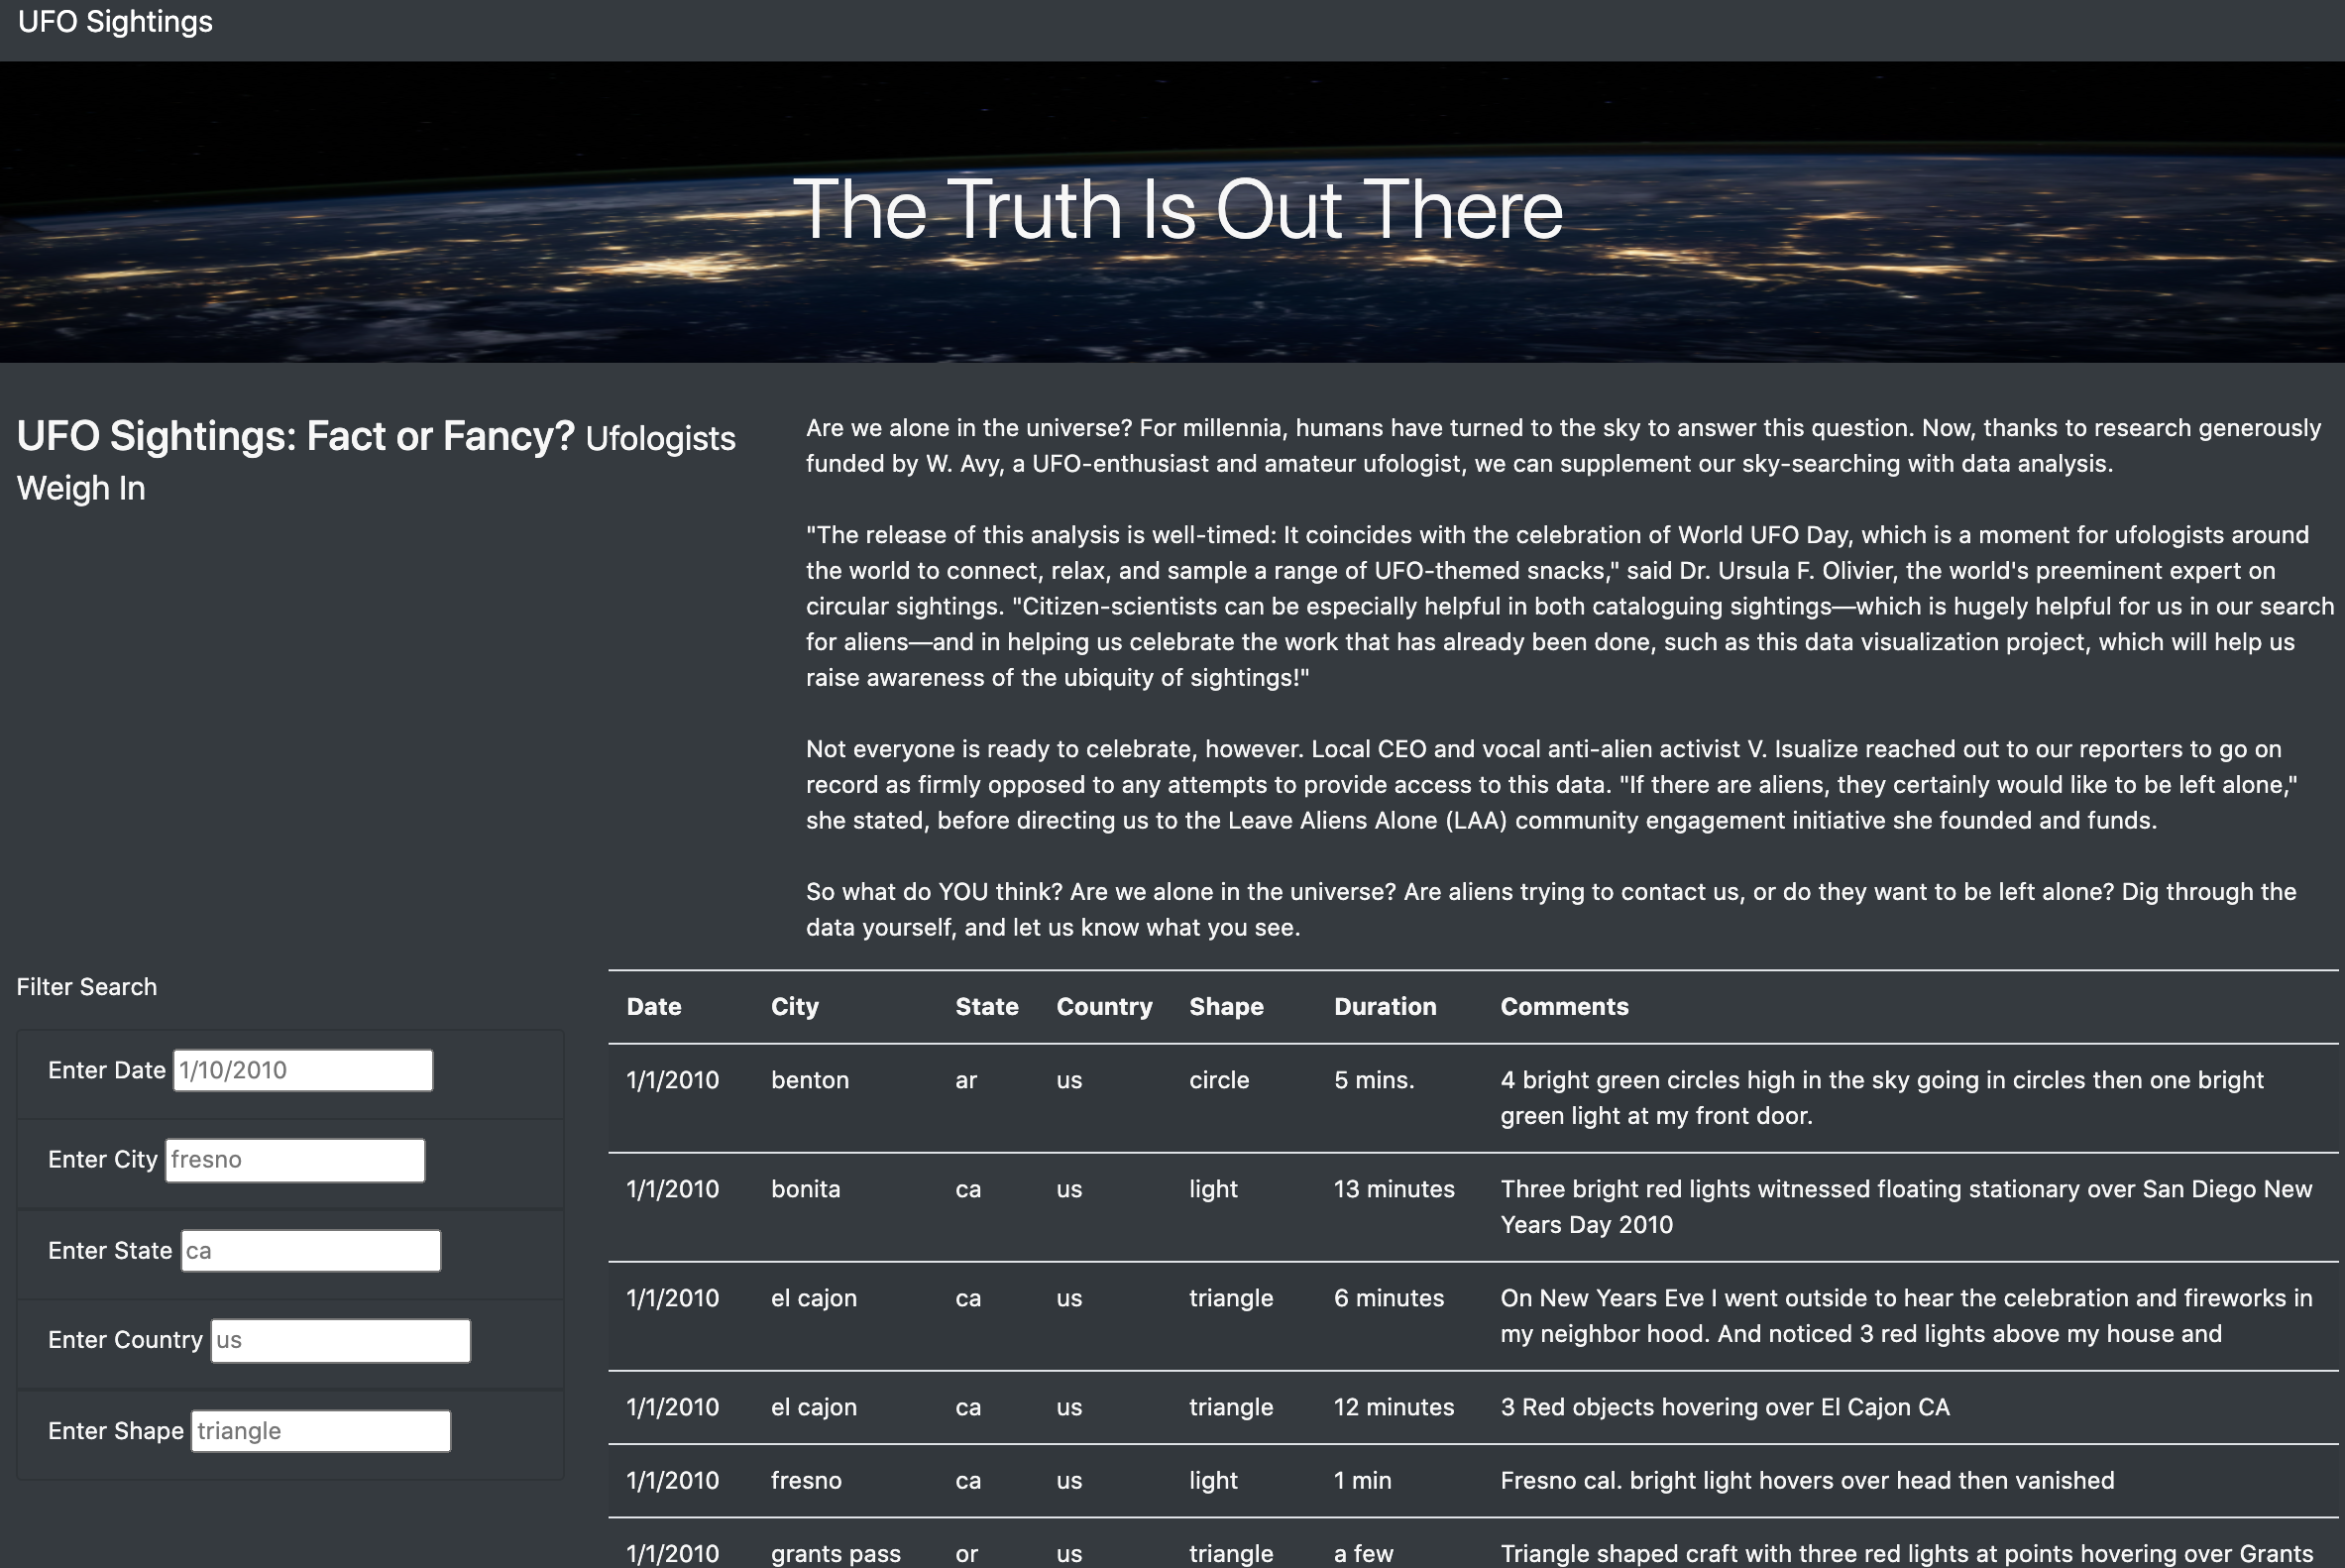 UFO Sightings
The Truth Is Out There
UFO Sightings: Fact or Fancy? Ufologists
Weigh In
Are we alone in the universe? For millennia, humans have turned to the sky to answer this question. Now, thanks to research generously
funded by W. Avy, a UFO-enthusiast and amateur ufologist, we can supplement our sky-searching with data analysis.
"The release of this analysis is well-timed: It coincides with the celebration of World UFO Day, which is a moment for ufologists around
the world to connect, relax, and sample a range of UFO-themed snacks," said Dr. Ursula F. Olivier, the world's preeminent expert on
circular sightings. "Citizen-scientists can be especially helpful in both cataloguing sightings—which is hugely helpful for us in our search
for aliens—and in helping us celebrate the work that has already been done, such as this data visualization project, which will help us
raise awareness of the ubiquity of sightings!"
Not everyone is ready to celebrate, however. Local CEO and vocal anti-alien activist V. Isualize reached out to our reporters to go on
record as firmly opposed to any attempts to provide access to this data. "If there are aliens, they certainly would like to be left alone,"
she stated, before directing us to the Leave Aliens Alone (LAA) community engagement initiative she founded and funds.
So what do YOU think? Are we alone in the universe? Are aliens trying to contact us, or do they want to be left alone? Dig through the
data yourself, and let us know what you see.
Filter Search
Enter Date 1/10/2010
Enter City fresno
Enter State ca
Enter Country us
Enter Shape triangle
Date City State Country Shape Duration Comments
1/1/2010 benton ar us circle 5 mins. 4 bright green circles high in the sky going in circles then one bright
green light at my front door.
1/1/2010 bonita ca us light 13 minutes Three bright red lights witnessed floating stationary over San Diego New
Years Day 2010
1/1/2010 el cajon ca us triangle 6 minutes On New Years Eve I went outside to hear the celebration and fireworks in
my neighbor hood. And noticed 3 red lights above my house and
1/1/2010 el cajon ca us triangle 12 minutes 3 Red objects hovering over El Cajon CA
1/1/2010 fresno ca us light 1 min Fresno cal. bright light hovers over head then vanished
1/1/2010 grants pass or us triangle a few Triangle shaped craft with three red lights at points hovering over Grants